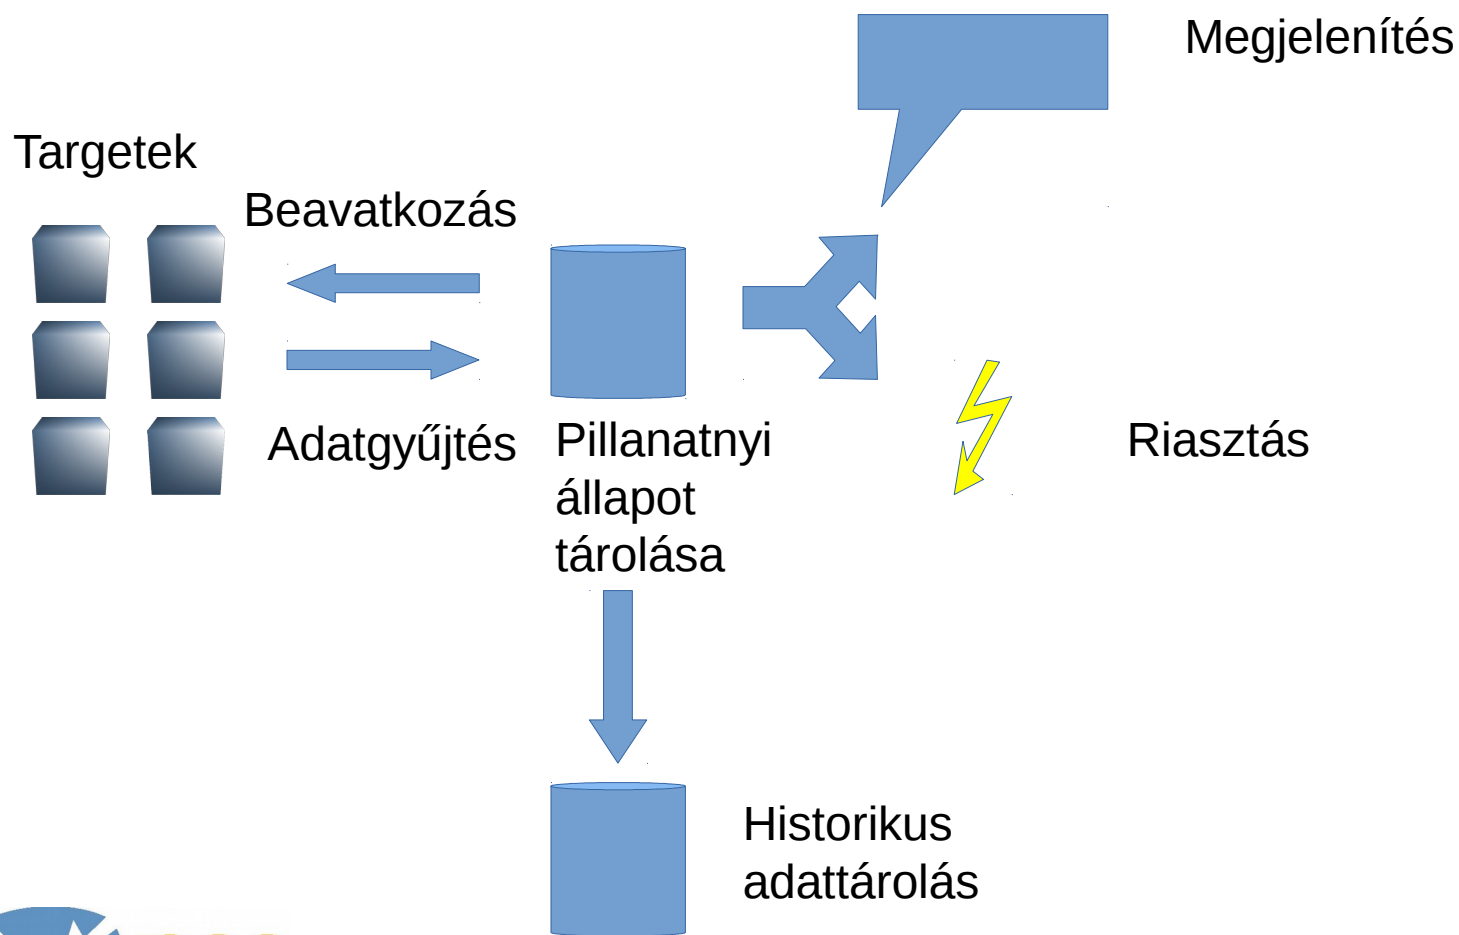 Megjelenítés
Targetek
Beavatkozás
Adatgyűjtés
Pillanatnyi
állapot
tárolása
Riasztás
Historikus
adattárolás